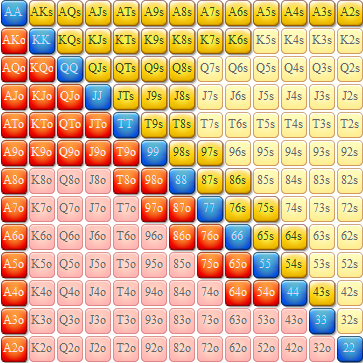 AA AKs AQs AJs ATs A9s A8s A7s A6s A5s A4s A3s A2s
AKo KK KQs KJs KTs K9s K8s K7s K6s K5s K4s K3s K2s
AQo KQo QQ QJs QTs Q9s Q8s Q7s Q6s Q5s Q4s Q3s Q2s
AJo KJo QJo JJ JTs J9s J8s J7s J6s J5s J4s J3s J2s
ATo KTo QTo JTo TT T9s T8s T7s T6s T5s T4s T3s T2s
A9o K9o Q9o J9o T9o 99 98s 97s 96s 95s 94s 93s 92s
A8o K8o Q8o J8o T8o 98o 88 87s 86s 85s 84s 83s 82s
A7o K7o Q7o J7o T7o 97o 87o 77 76s 75s 74s 73s 72s
A6o K6o Q6o J6o T6o 96o 86o 76o 66 65s 64s 63s 62s
A5o K5o Q5o J5o T5o 95o 85o 75o 65o 55 54s 53s 52s
A4o K4o Q4o J4o T4o 94o 84o 74o 64o 54o 44 43s 42s
A3o K3o Q3o J3o T3o 93o 83o 73o 63o 53o 43o 33 32s
A2o K2o Q2o J2o T2o 92o 82o 72o 62o 52o 42o 32o 22